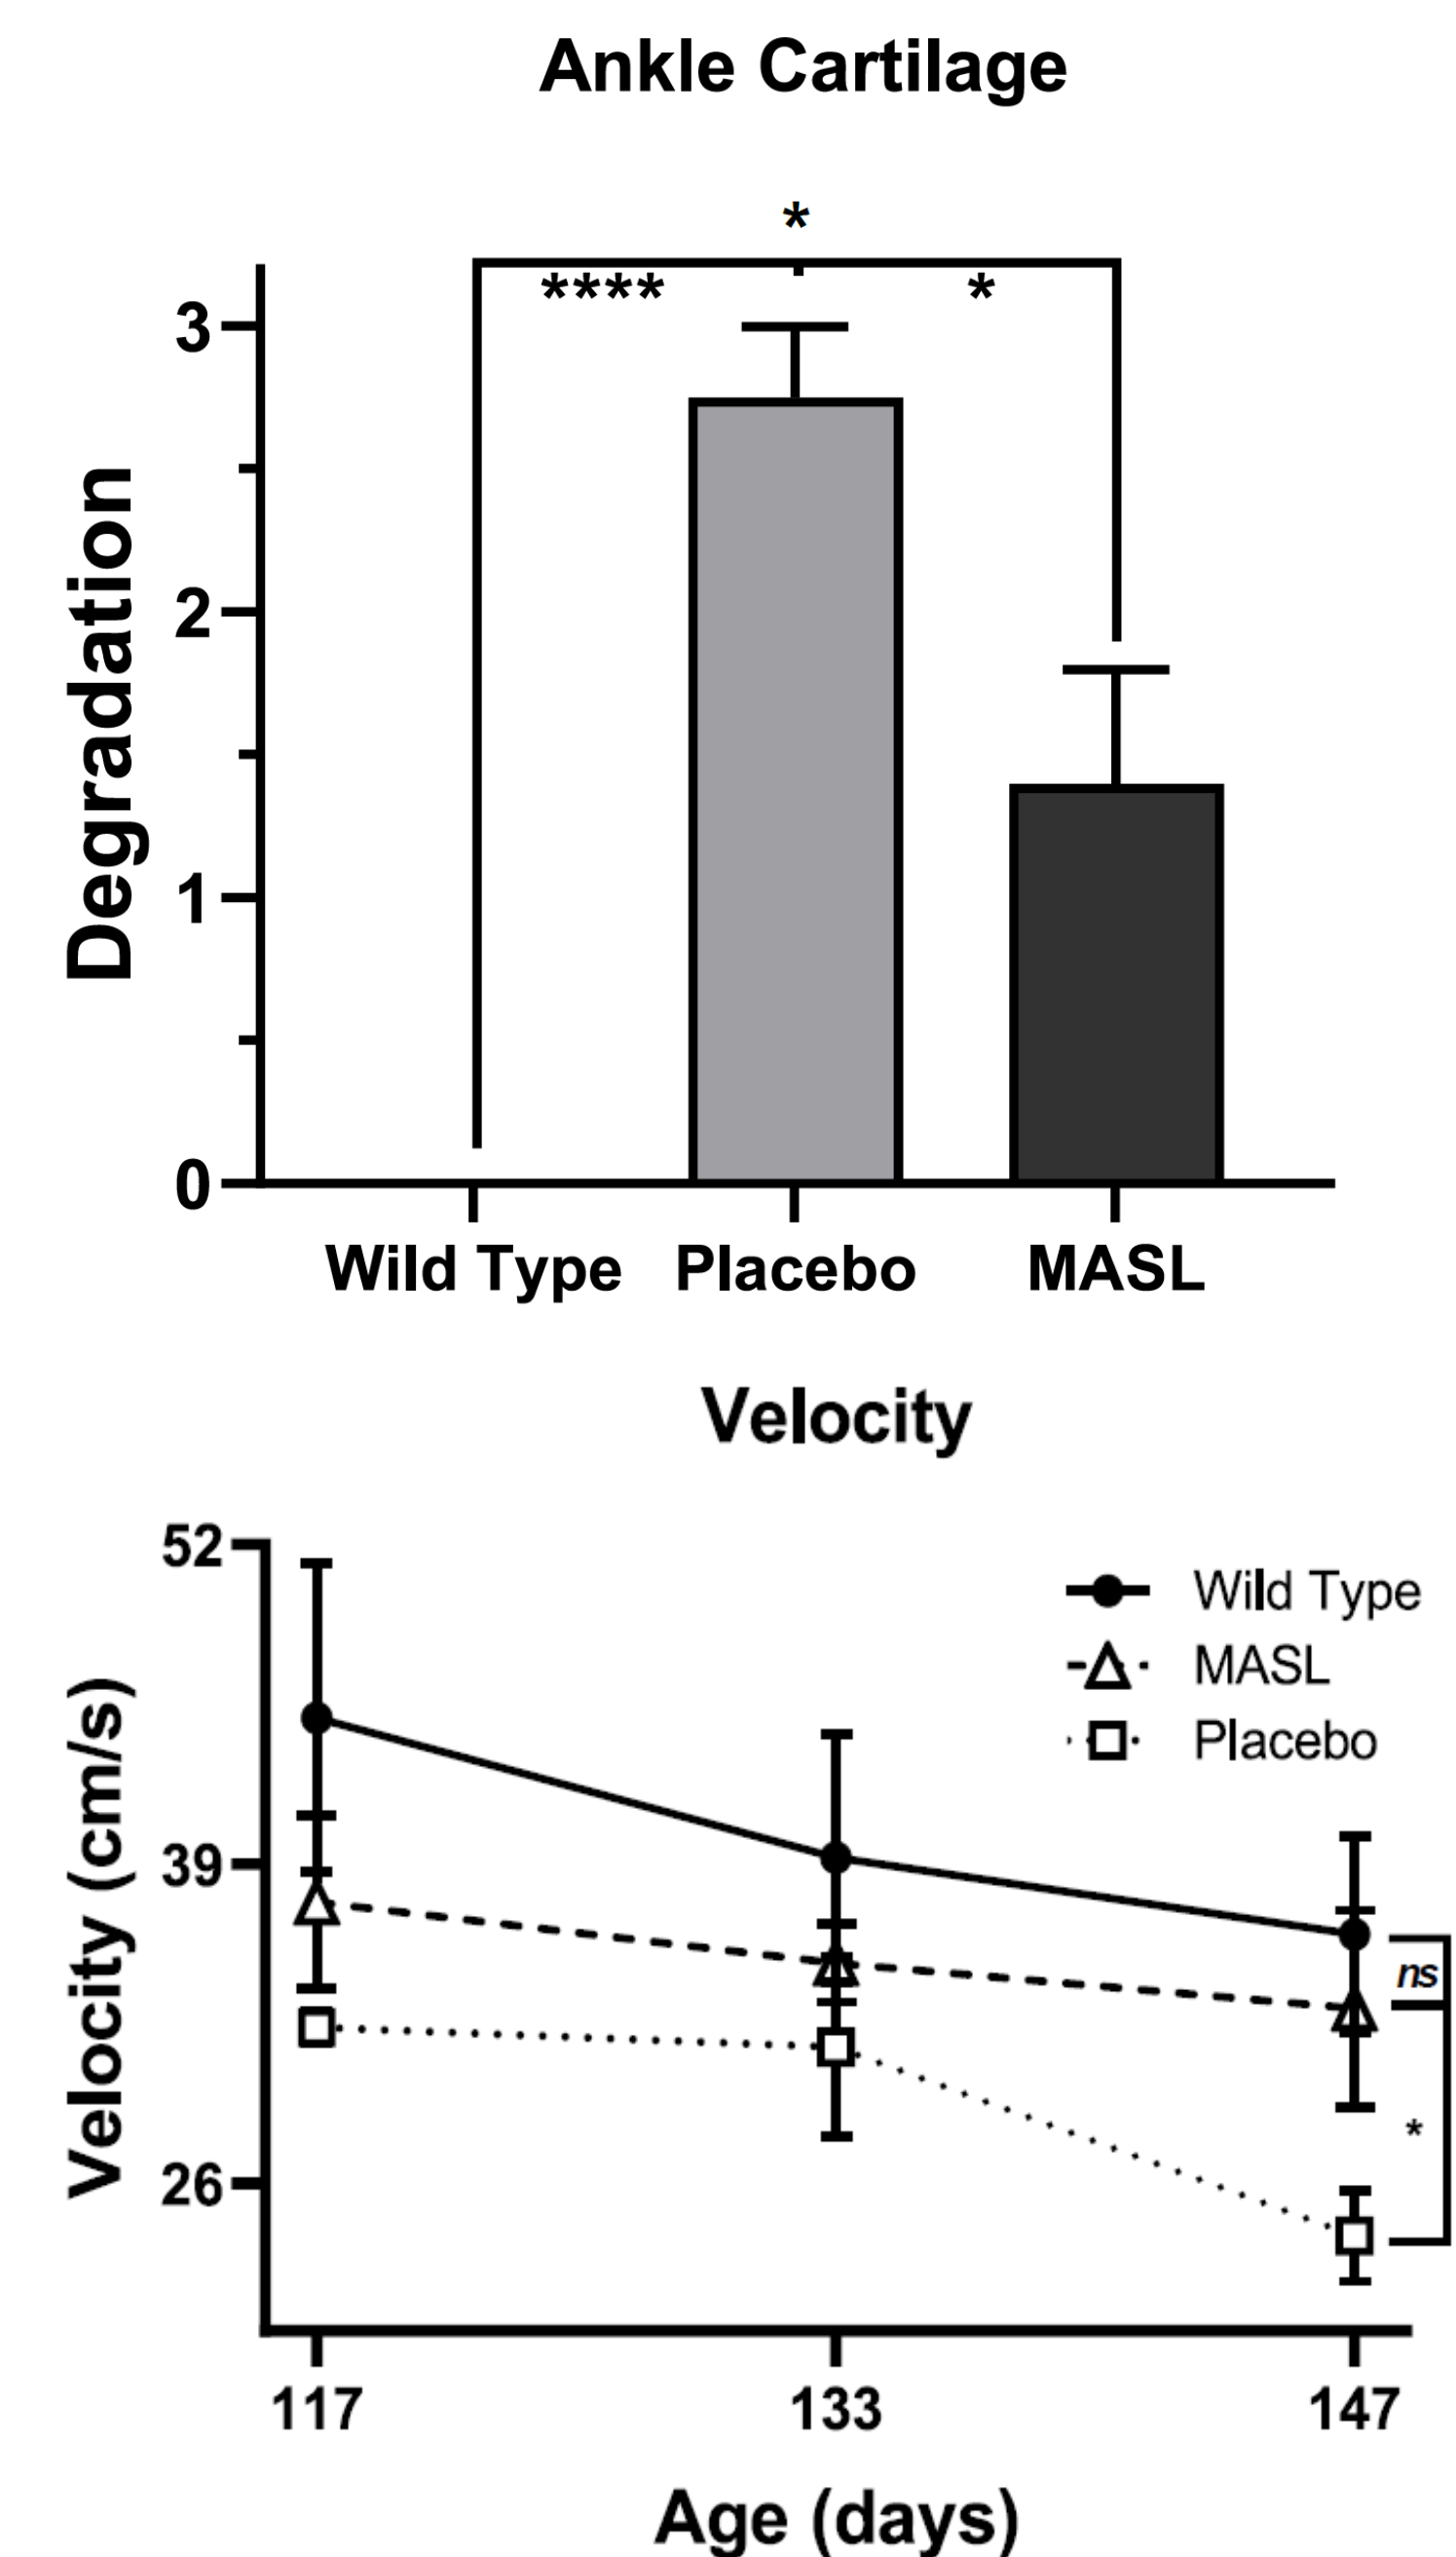 Ankle Cartilage
*
**** *
3
2
1
0
Degradation
Wild Type Placebo MASL
Velocity
52
39
26
Velocity (cm/s)
Wild Type
MASL
Placebo
ns
*
117 133 147
Age (days)